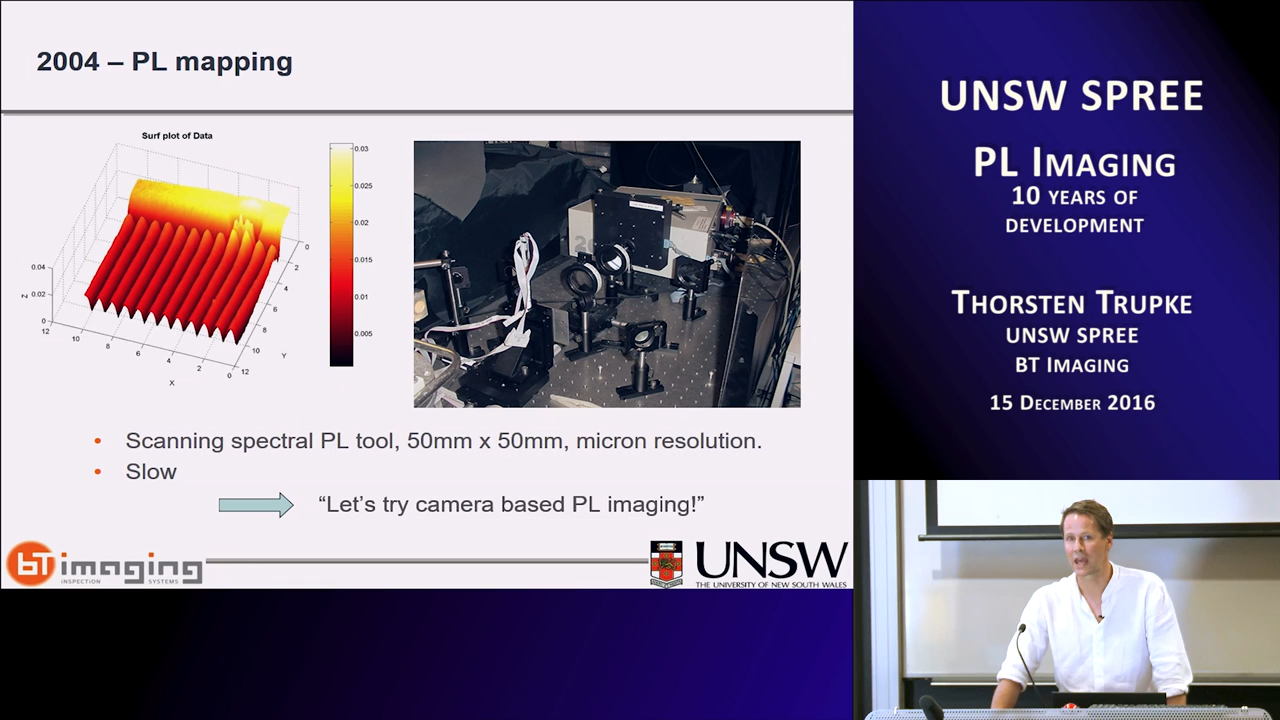 2004 – PL mapping
Surf plot of Data
0.03
0.025
0.02
0.015
0.01
0.005
0.04
0.02
0
Z
12
10
8
6
4
2
0
X
0
2
4
6
8
10
12
Y
• Scanning spectral PL tool, 50mm x 50mm, micron resolution.
• Slow
“Let’s try camera based PL imaging!”
bT imaging
INSPECTION SYSTEMS
UNSW
THE UNIVERSITY OF NEW SOUTH WALES
UNSW SPREE
PL IMAGING
10 YEARS OF
DEVELOPMENT
THORSTEN TRUPKE
UNSW SPREE
BT IMAGING
15 DECEMBER 2016